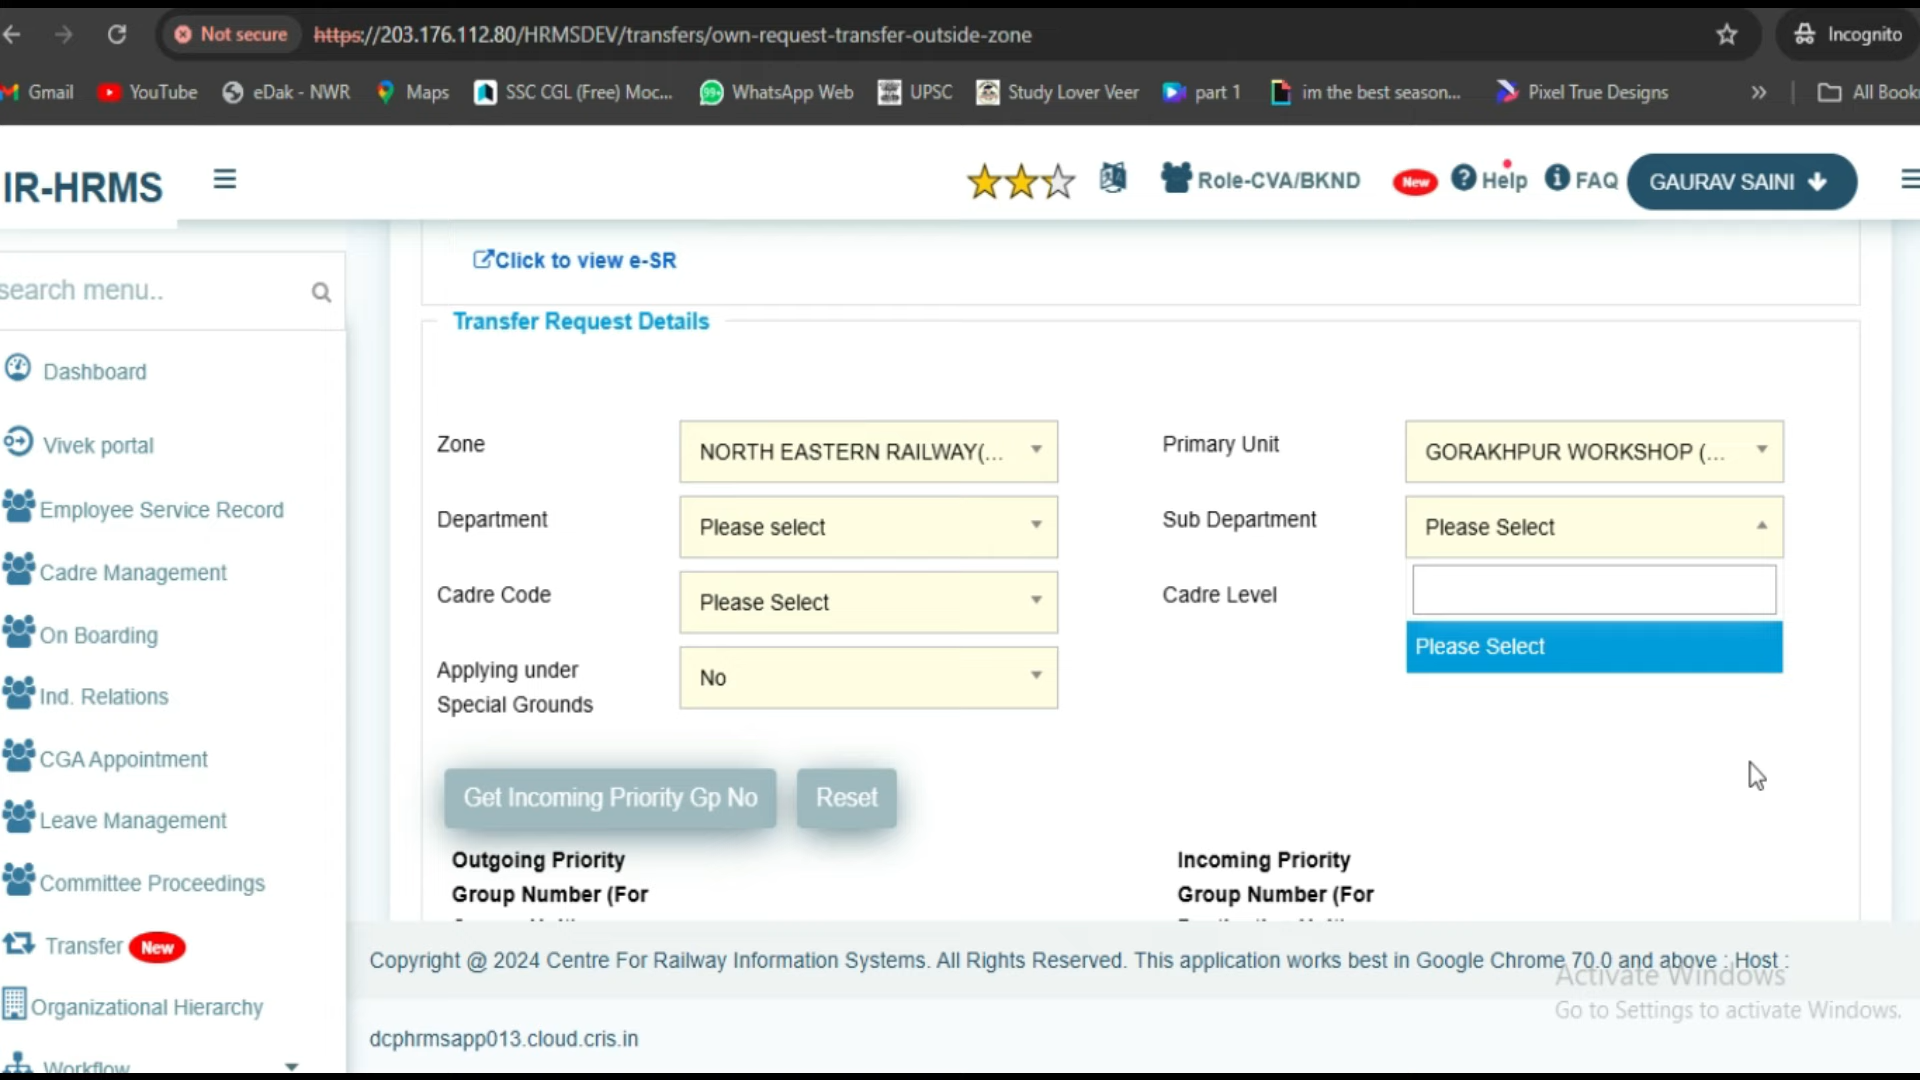 Not secure https://203.176.112.80/HRMSDEV/transfers/own-request-transfer-outside-zone Incognito
Gmail YouTube eDak - NWR Maps SSC CGL (Free) Moc... 99+ WhatsApp Web UPSC Study Lover Veer part 1 im the best season... Pixel True Designs » All Book
IR-HRMS Role-CVA/BKND New Help FAQ GAURAV SAINI
search menu..
Dashboard
Vivek portal
Employee Service Record
Cadre Management
On Boarding
Ind. Relations
CGA Appointment
Leave Management
Committee Proceedings
Transfer New
Organizational Hierarchy
Workflow
Click to view e-SR
Transfer Request Details
Zone NORTH EASTERN RAILWAY(... Primary Unit GORAKHPUR WORKSHOP (...
Department Please select Sub Department Please Select
Cadre Code Please Select Cadre Level
Please Select
Applying under
Special Grounds No
Get Incoming Priority Gp No Reset
Outgoing Priority
Group Number (For
Incoming Priority
Group Number (For
Copyright @ 2024 Centre For Railway Information Systems. All Rights Reserved. This application works best in Google Chrome 70.0 and above : Host :
dcphrmsapp013.cloud.cris.in
Activate Windows
Go to Settings to activate Windows.